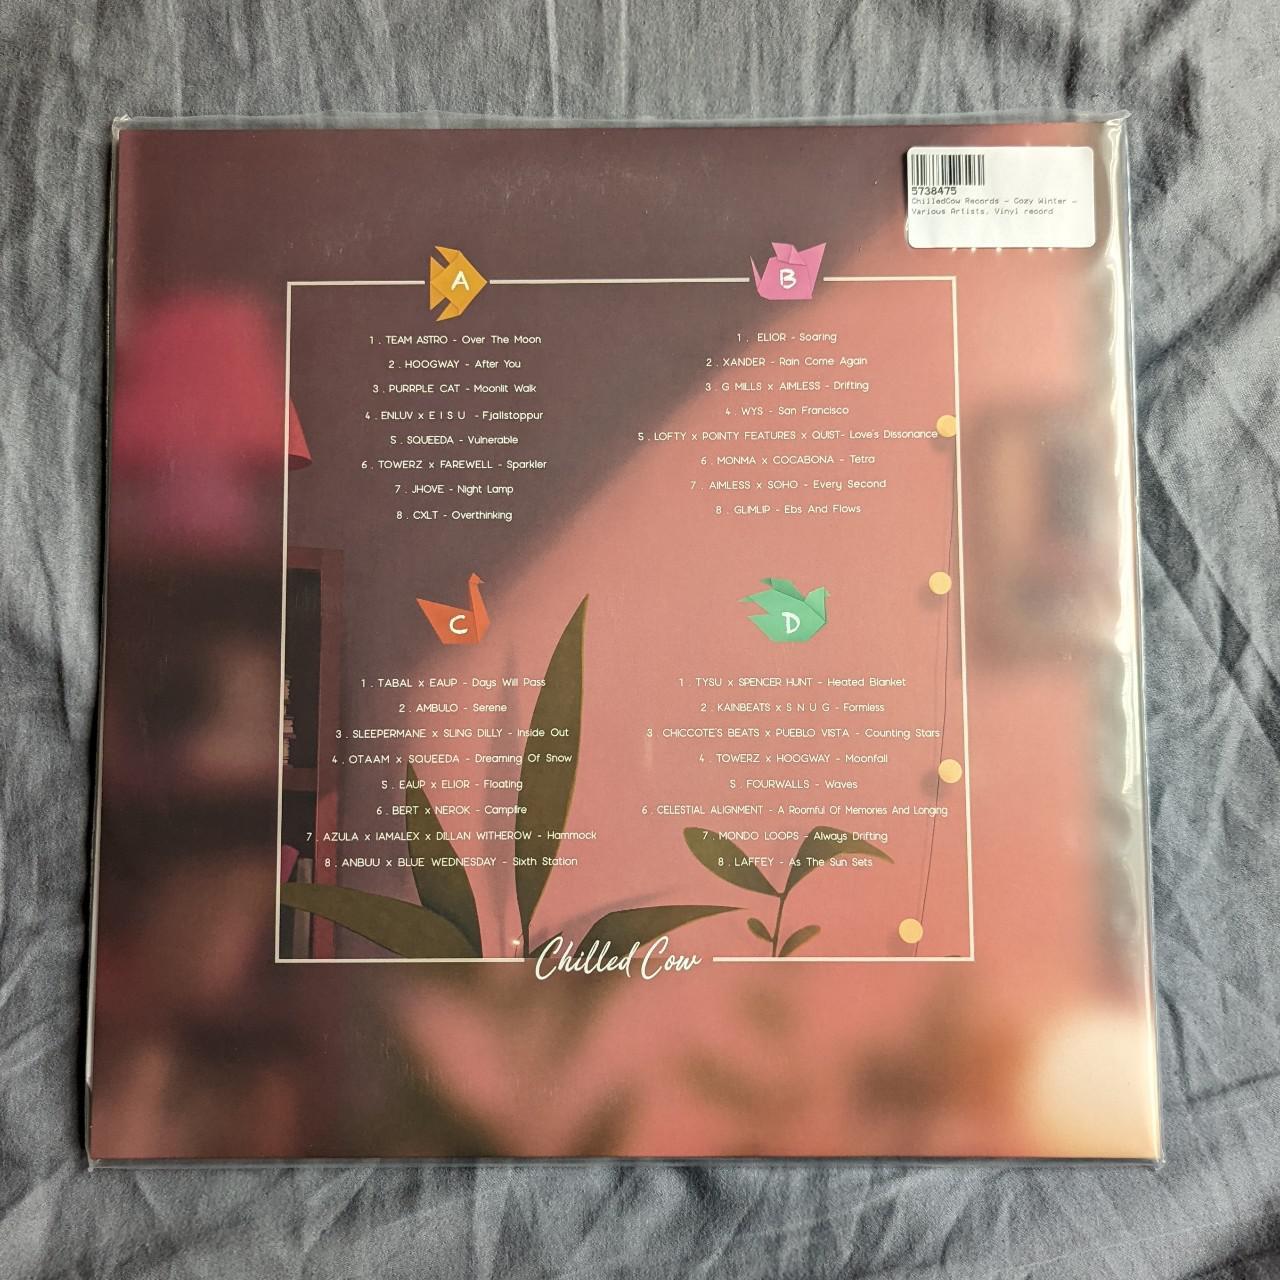 5738475
ChilledCow Records - Cozy Winter -
Various Artists. Vinyl record
A
1 . TEAM ASTRO - Over The Moon
2 . HOOGWAY - After You
3 . PURRPLE CAT - Moonlit Walk
4 . ENLUV x E I S U - Fjallstoppur
5 . SQUEEDA - Vulnerable
6 . TOWERZ x FAREWELL - Sparkler
7 . JHOVE - Night Lamp
8 . CXLT - Overthinking
B
1 . ELIOR - Soaring
2 . XANDER - Rain Come Again
3 . G MILLS x AIMLESS - Drifting
4 . WYS - San Francisco
5 . LOFTY x POINTY FEATURES x QUIST- Love's Dissonance
6 . MONMA x COCABONA - Tetra
7 . AIMLESS x SOHO - Every Second
8 . GLIMLIP - Ebs And Flows
C
1 . TABAL x EAUP - Days Will Pass
2 . AMBULO - Serene
3 . SLEEPERMANE x SLING DILLY - Inside Out
4 . OTAAM x SQUEEDA - Dreaming Of Snow
5 . EAUP x ELIOR - Floating
6 . BERT x NEROK - Campfire
7 . AZULA x IAMALEX x DILLAN WITHEROW - Hammock
8 . ANBUU x BLUE WEDNESDAY - Sixth Station
D
1 . TYSU x SPENCER HUNT - Heated Blanket
2 . KAINBEATS x S N U G - Formless
3 . CHICCOTE'S BEATS x PUEBLO VISTA - Counting Stars
4 . TOWERZ x HOOGWAY - Moonfall
5 . FOURWALLS - Waves
6 . CELESTIAL ALIGNMENT - A Roomful Of Memories And Longing
7 . MONDO LOOPS - Always Drifting
8 . LAFFEY - As The Sun Sets
Chilled Cow